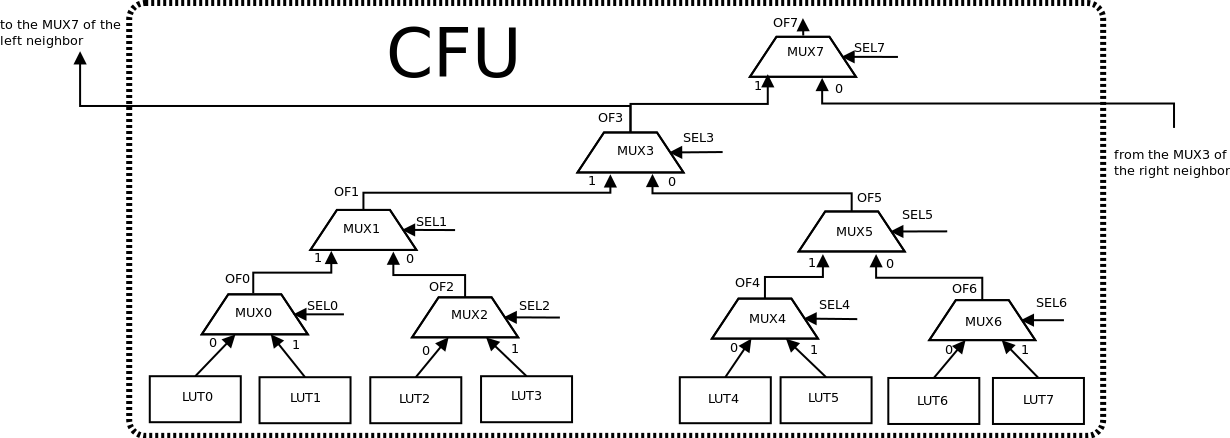 to the MUX7 of the
left neighbor
CFU
OF7
MUX7
SEL7
1
0
OF3
MUX3
SEL3
from the MUX3 of
the right neighbor
1
0
OF1
MUX1
SEL1
OF5
MUX5
SEL5
1
0
1
0
OF0
MUX0
SEL0
OF2
MUX2
SEL2
OF4
MUX4
SEL4
OF6
MUX6
SEL6
0
1
0
1
0
1
0
1
LUT0
LUT1
LUT2
LUT3
LUT4
LUT5
LUT6
LUT7